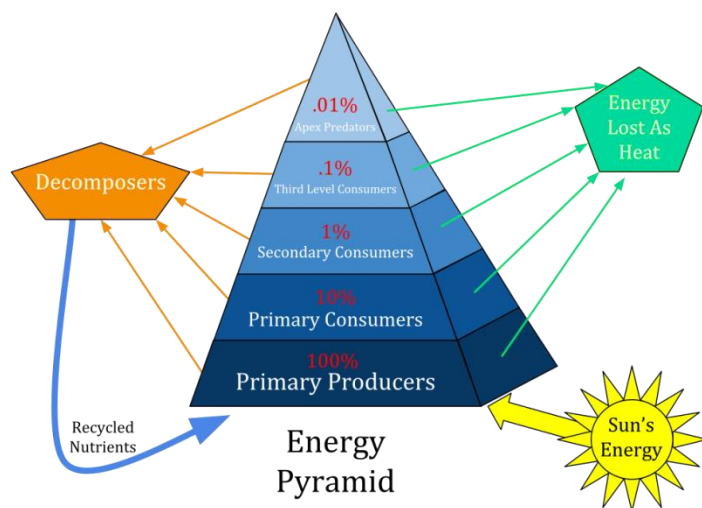 .01%
Apex Predators
Energy
Lost As
Heat
Decomposers
.1%
Third Level Consumers
1%
Secondary Consumers
10%
Primary Consumers
100%
Primary Producers
Recycled
Nutrients
Energy
Pyramid
Sun's
Energy